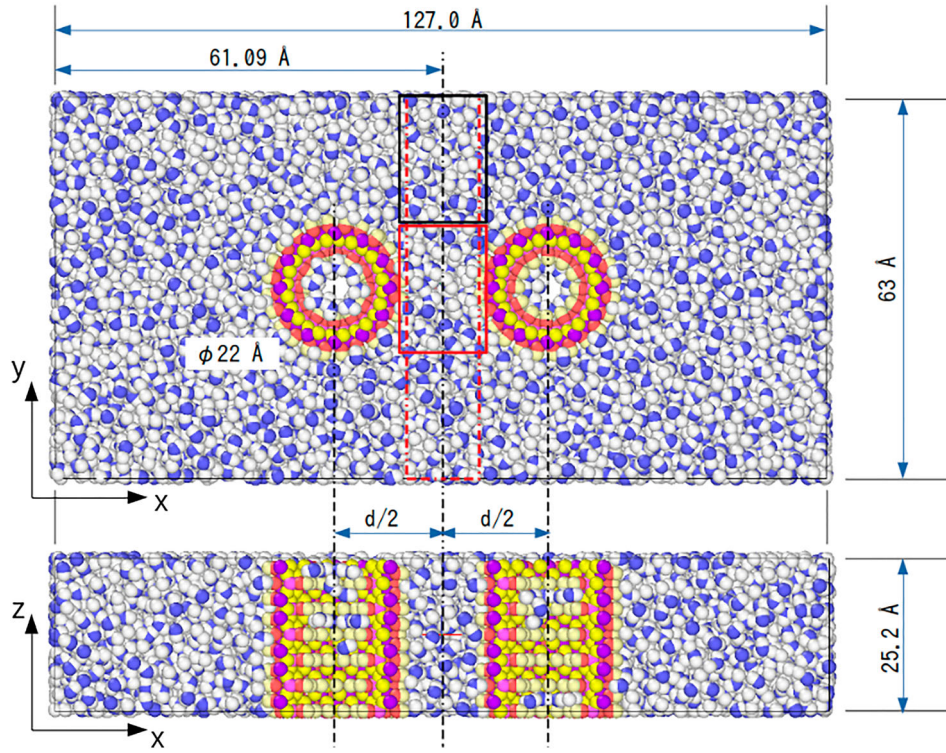 127.0 Å
61.09 Å
63 Å
ϕ22 Å
y
x
d/2 d/2
z
25.2 Å
x